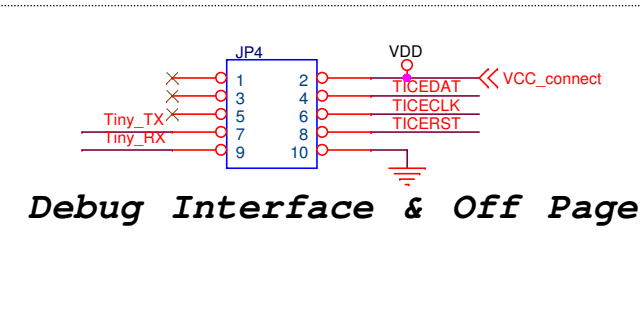 JP4
VDD
1 2 VCC_connect
TICEDAT
3 4
TICECLK
Tiny_TX 5 6
TICERST
7 8
Tiny_RX
9 10
Debug Interface & Off Page